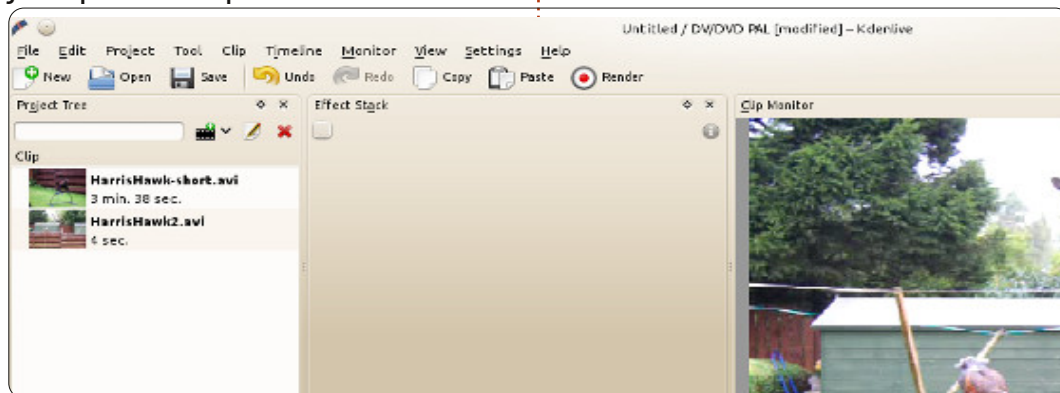 Untitled / DV/DVD PAL [modified] – Kdenlive
File Edit Project Tool Clip Timeline Monitor View Settings Help
New Open Save Undo Redo Copy Paste Render
Project Tree
Effect Stack
Clip Monitor
Clip
HarrisHawk-short.avi
3 min. 38 sec.
HarrisHawk2.avi
4 sec.